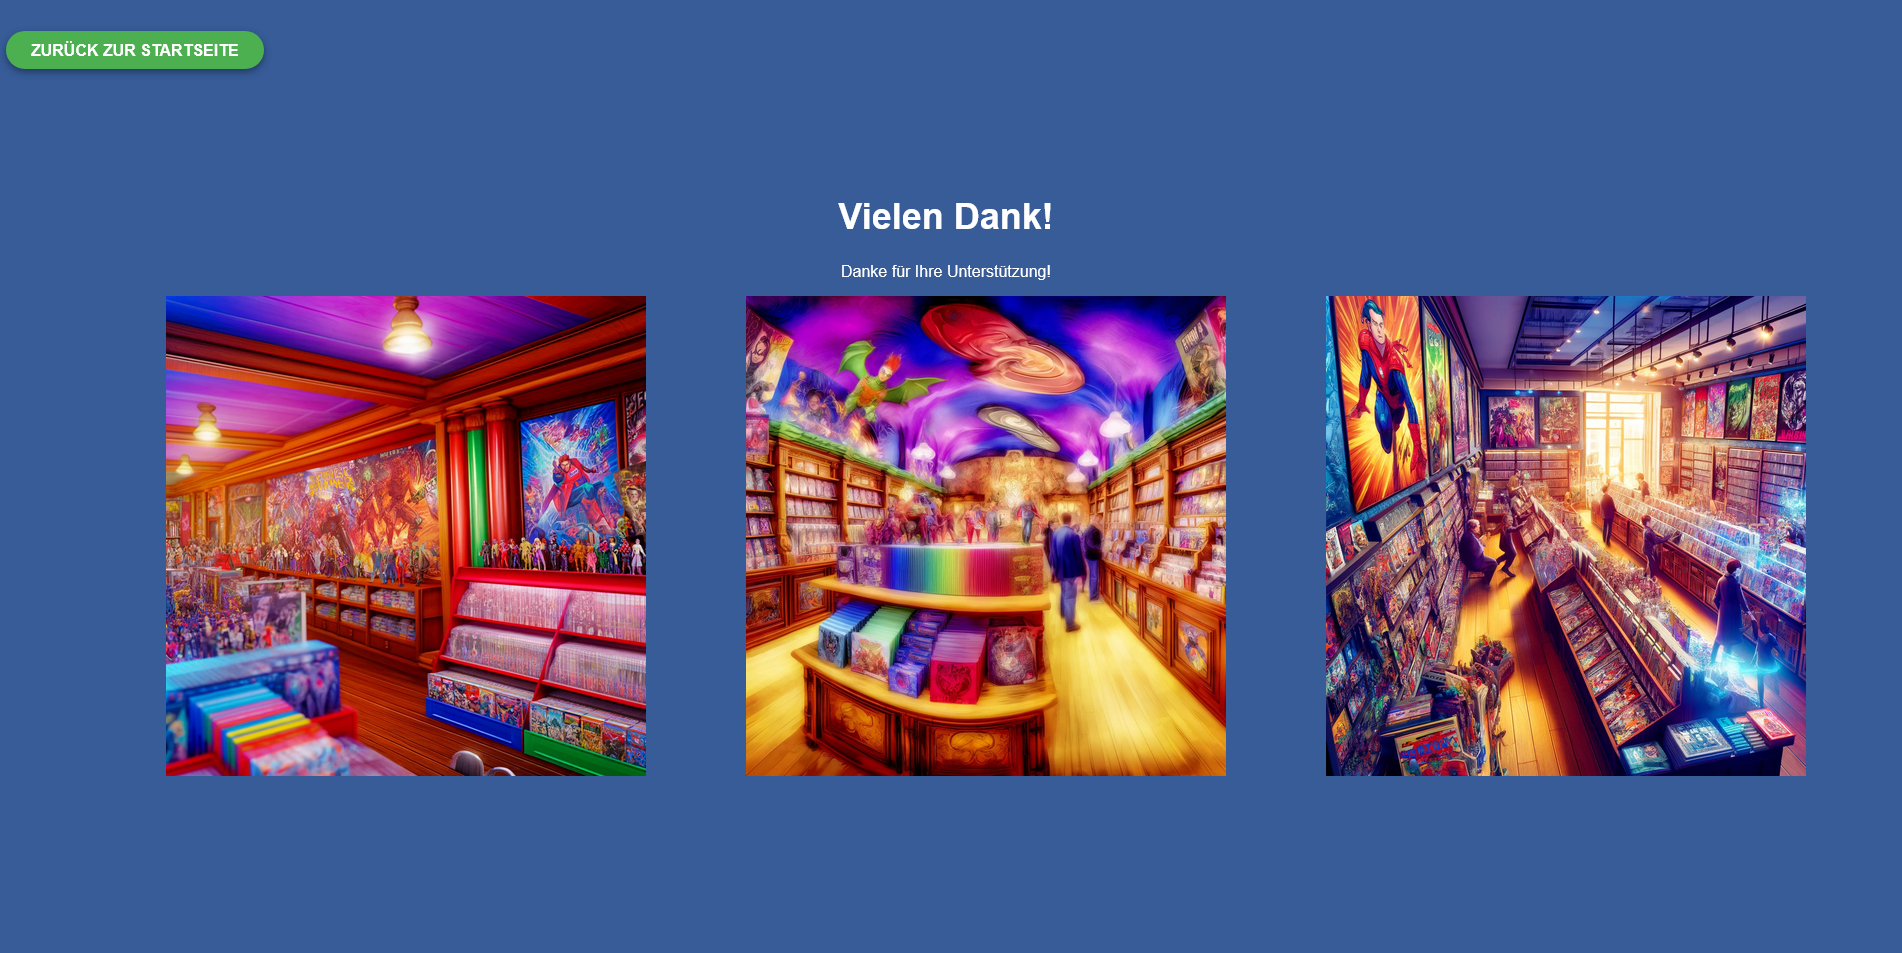 ZURÜCK ZUR STARTSEITE
Vielen Dank!
Danke für Ihre Unterstützung!